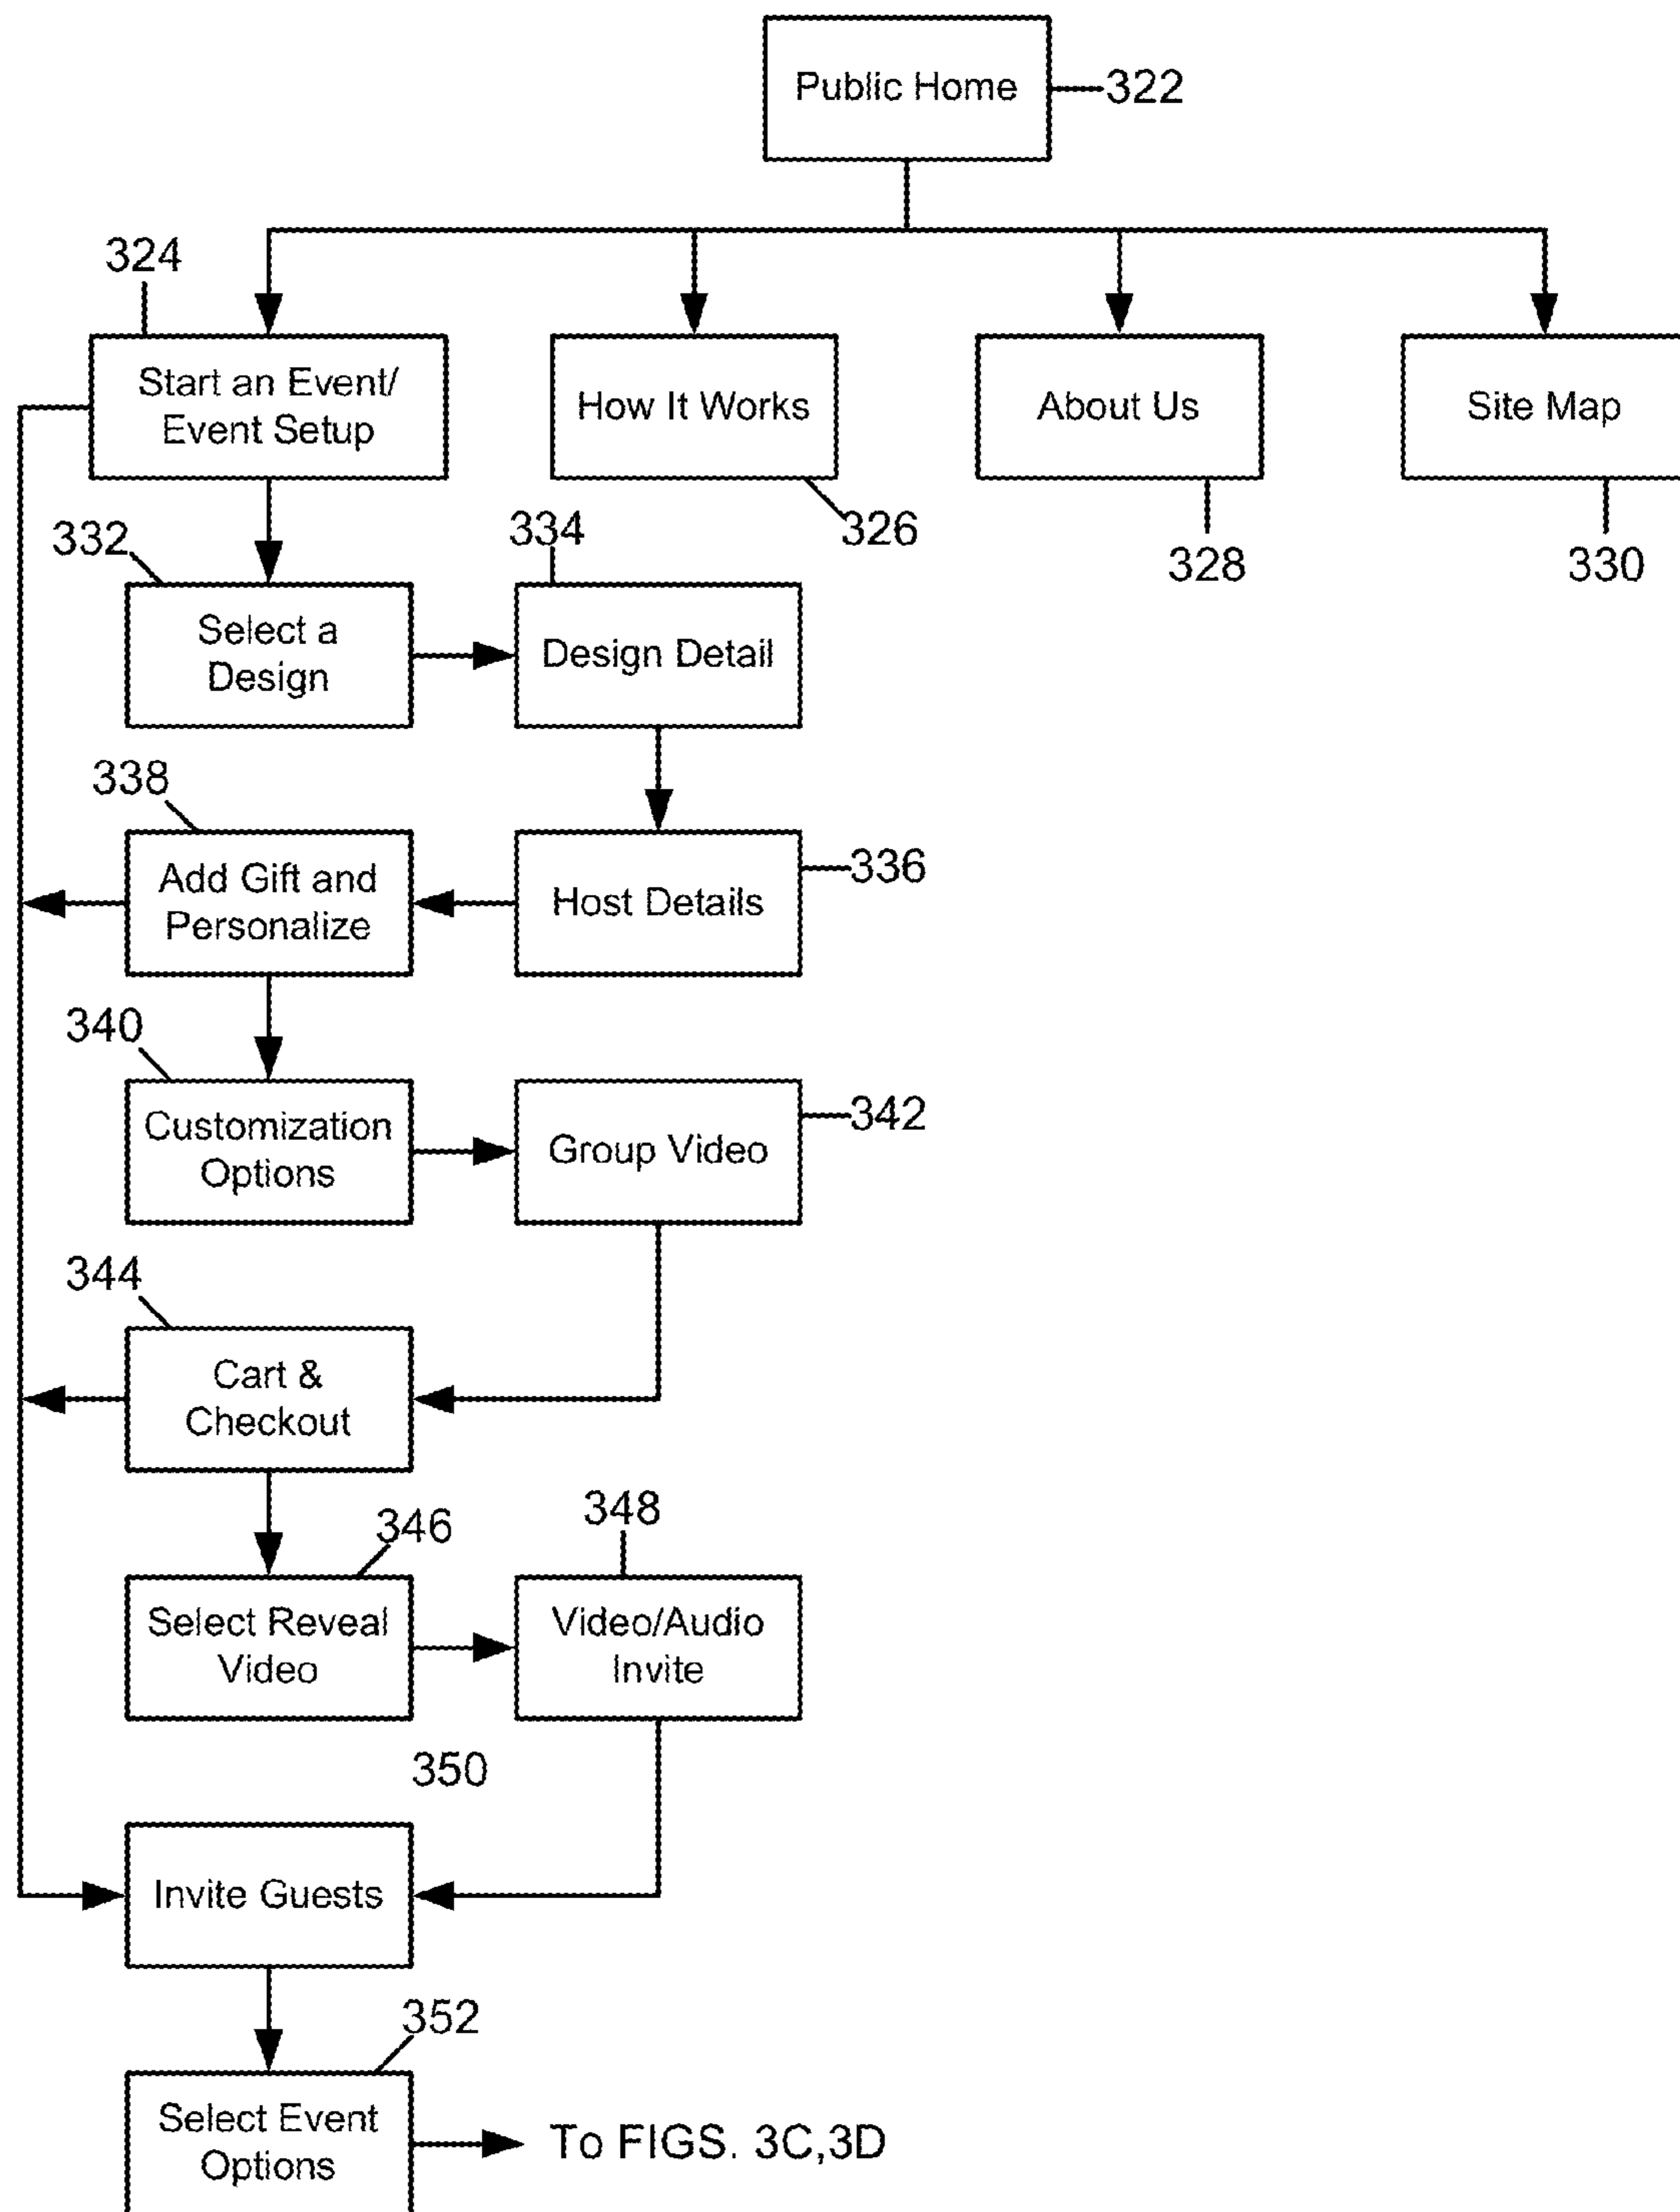 Public Home
322
324
Start an Event/
Event Setup
How It Works
About Us
Site Map
326
328
330
332
334
Select a
Design
Design Detail
338
336
Add Gift and
Personalize
Host Details
340
342
Customization
Options
Group Video
344
Cart &
Checkout
346
348
Select Reveal
Video
Video/Audio
Invite
350
Invite Guests
352
Select Event
Options
To FIGS. 3C,3D